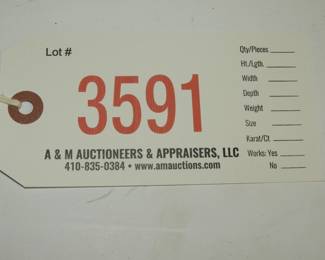 Lot #
3591
A & M AUCTIONEERS & APPRAISERS, LLC
410-835-0384 • www.amauctions.com
Qty/Pieces
Ht./Lgth.
Width
Depth
Weight
Size
Karat/Ct
Works: Yes
No